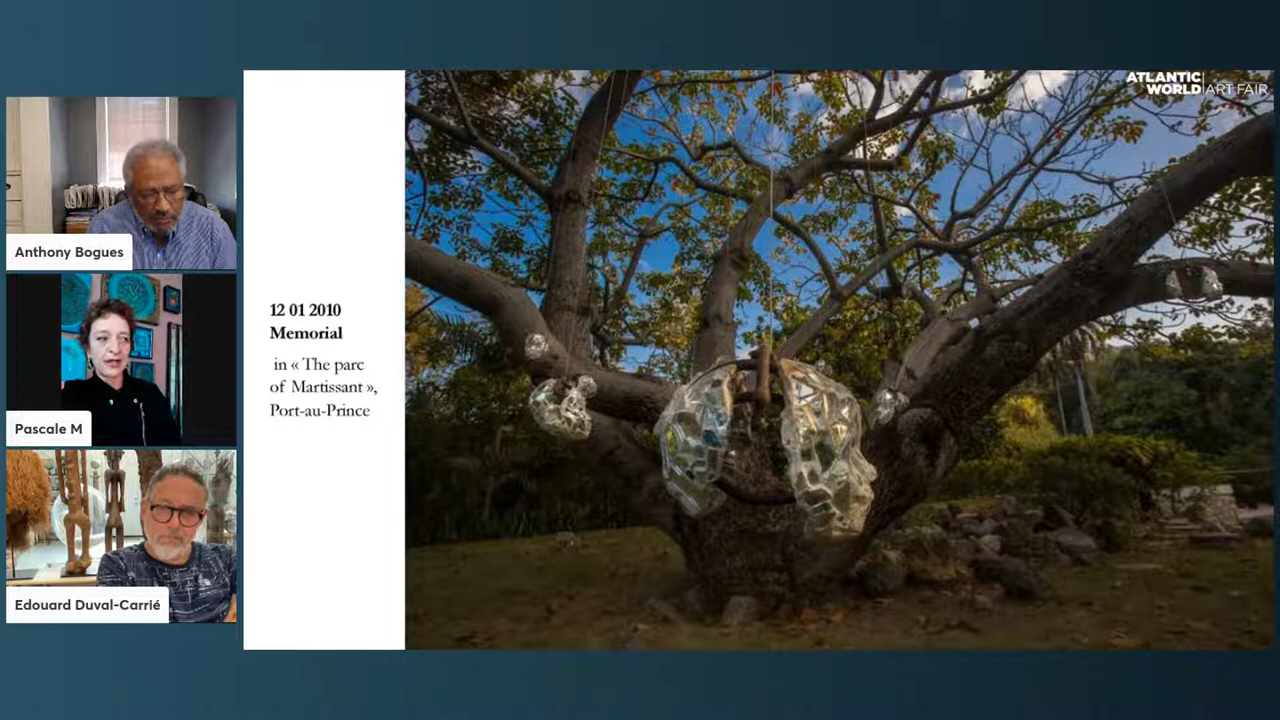 ATLANTIC
WORLD ART FAIR
Anthony Bogues
Pascale M
Edouard Duval-Carrié
12 01 2010
Memorial
in « The parc
of Martissant »,
Port-au-Prince